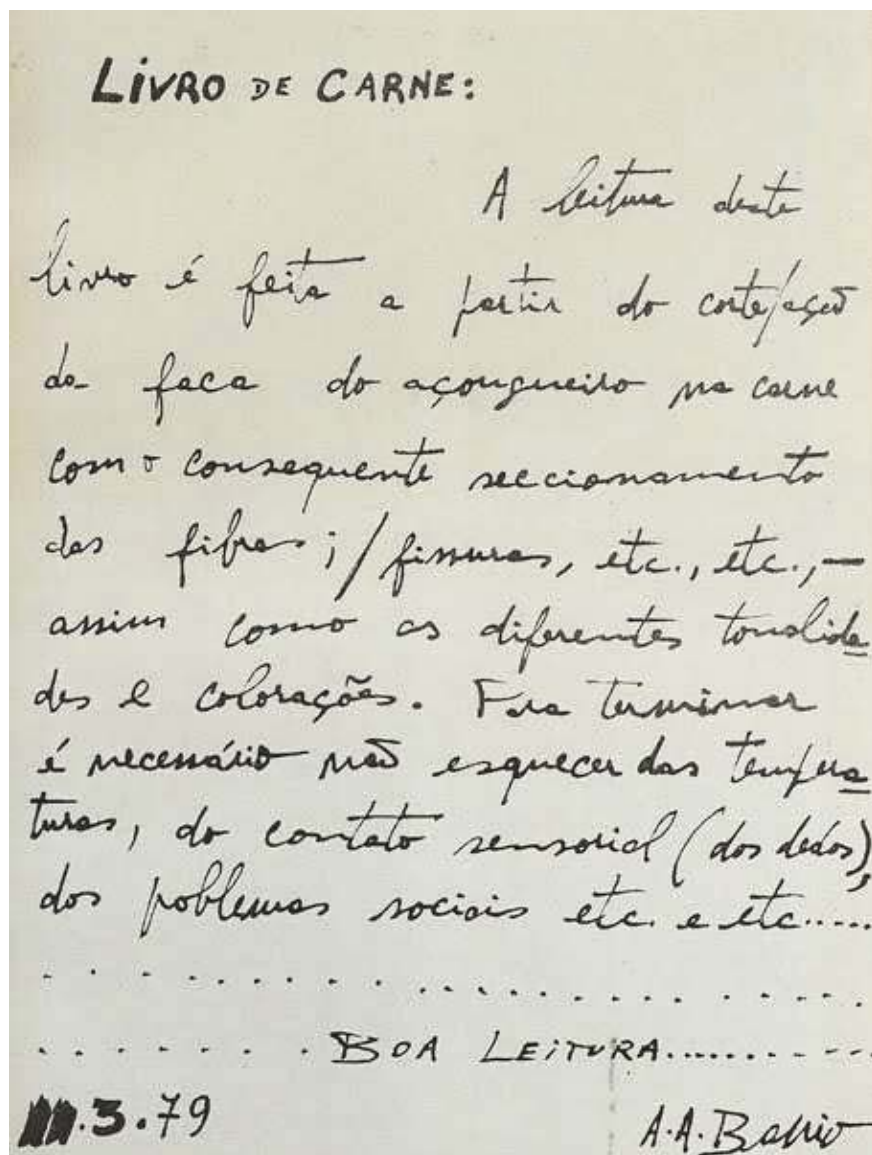 LIVRO DE CARNE:
A leitura deste
livro é feita a partir do corte/ação
da faca do açougueiro na carne
com o consequente seccionamento
das fibras; / fissuras, etc., etc., —
assim como as diferentes tonalida
des e colorações. Para terminar
é necessário não esquecer das tempera
turas, do contato sensorial (dos dedos),
dos problemas sociais etc. e etc.....
. . . . . . . . . . . . . . . . . . . .
. . . . . . . BOA LEITURA..........
.3.79
A.A.Barrio